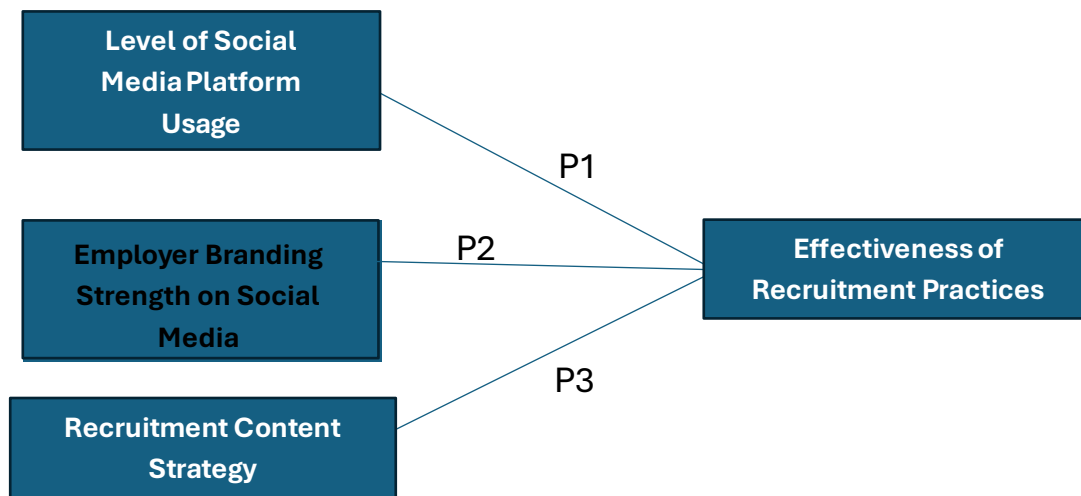 Level of Social
Media Platform
Usage
P1
Employer Branding
Strength on Social
Media
P2
Effectiveness of
Recruitment Practices
P3
Recruitment Content
Strategy